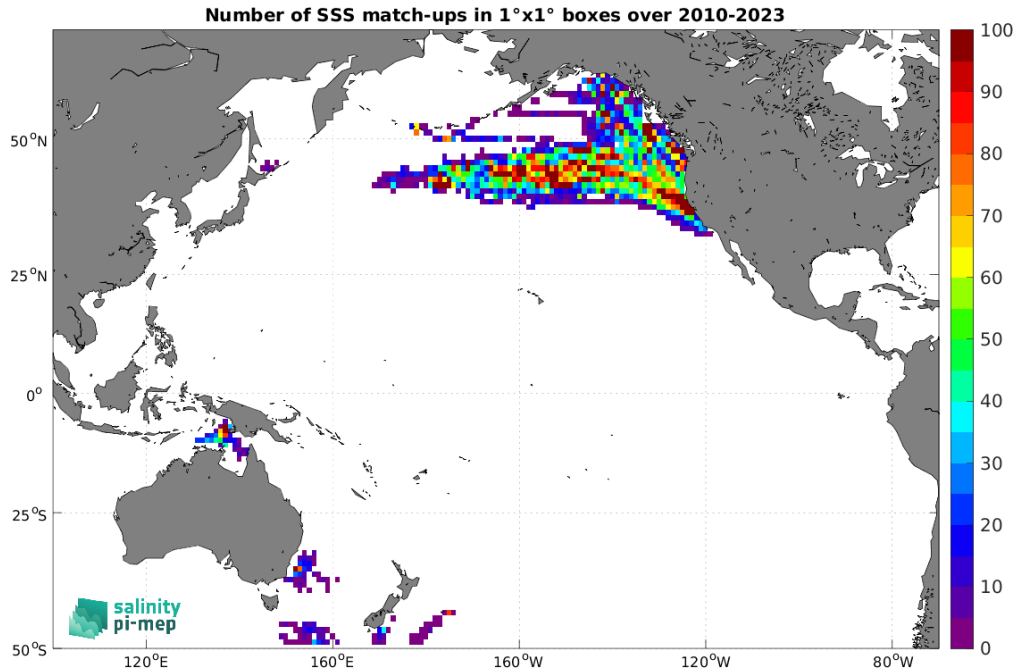 Number of SSS match-ups in 1°x1° boxes over 2010-2023
100
90
80
70
60
50
40
30
20
10
0
50°N
25°N
0°
25°S
50°S
120°E
160°E
160°W
120°W
80°W
salinity
pi-mep